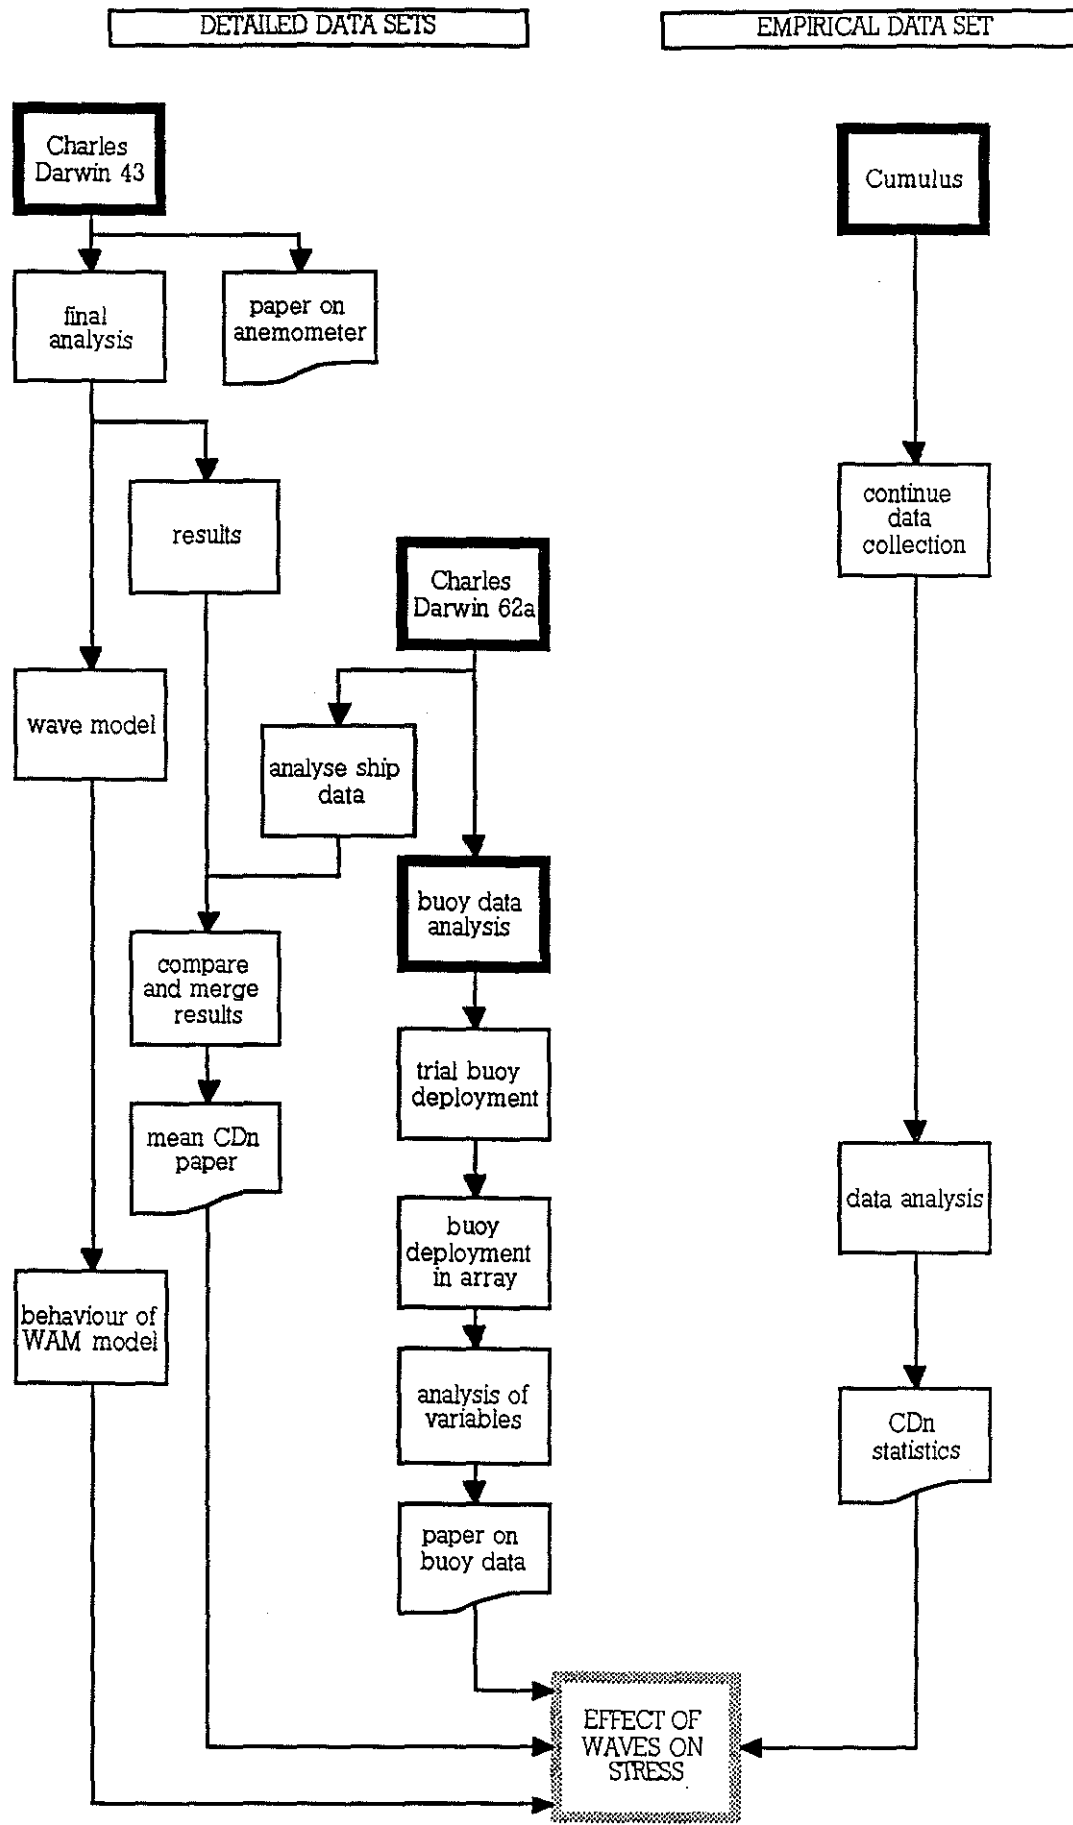 DETAILED DATA SETS
EMPIRICAL DATA SET
Charles
Darwin 43
Cumulus
final
analysis
paper on
anemometer
continue
data
collection
results
Charles
Darwin 62a
wave model
analyse ship
data
buoy data
analysis
compare
and merge
results
trial buoy
deployment
mean CDn
paper
data analysis
buoy
deployment
in array
behaviour of
WAM model
analysis of
variables
CDn
statistics
paper on
buoy data
EFFECT OF
WAVES ON
STRESS